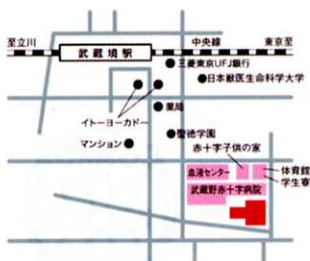 至立川
武蔵境駅
中央線
東京至
三菱東京UFJ銀行
日本獣医生命科学大学
薬局
イトーヨーカドー
聖徳学園
マンション
赤十字子供の家
血液センター
体育館
学生寮
武蔵野赤十字病院